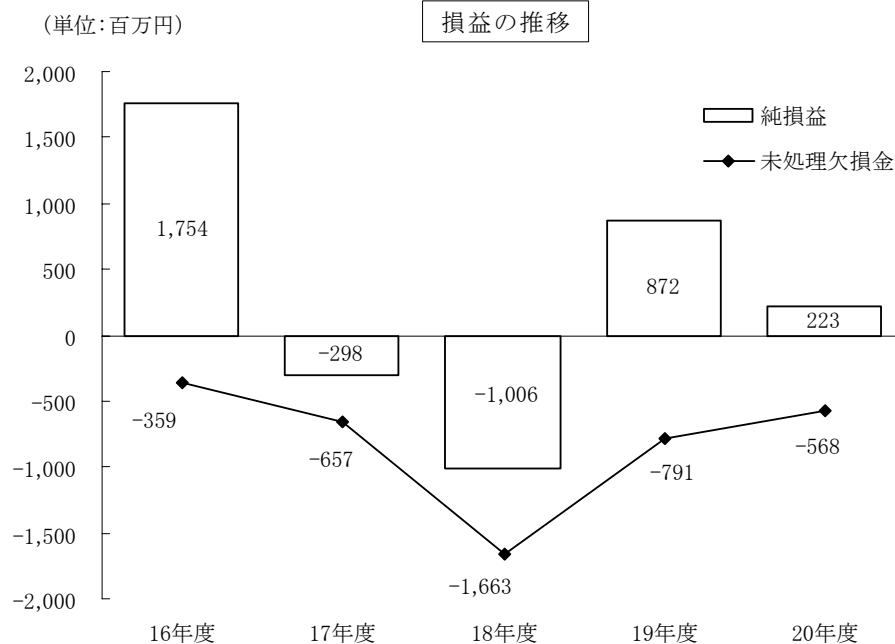 (単位：百万円)
損益の推移
2,000
1,500
1,000
500
0
-500
-1,000
-1,500
-2,000
純損益
未処理欠損金
1,754
-298
-1,006
872
223
-359
-657
-1,663
-791
-568
16年度
17年度
18年度
19年度
20年度